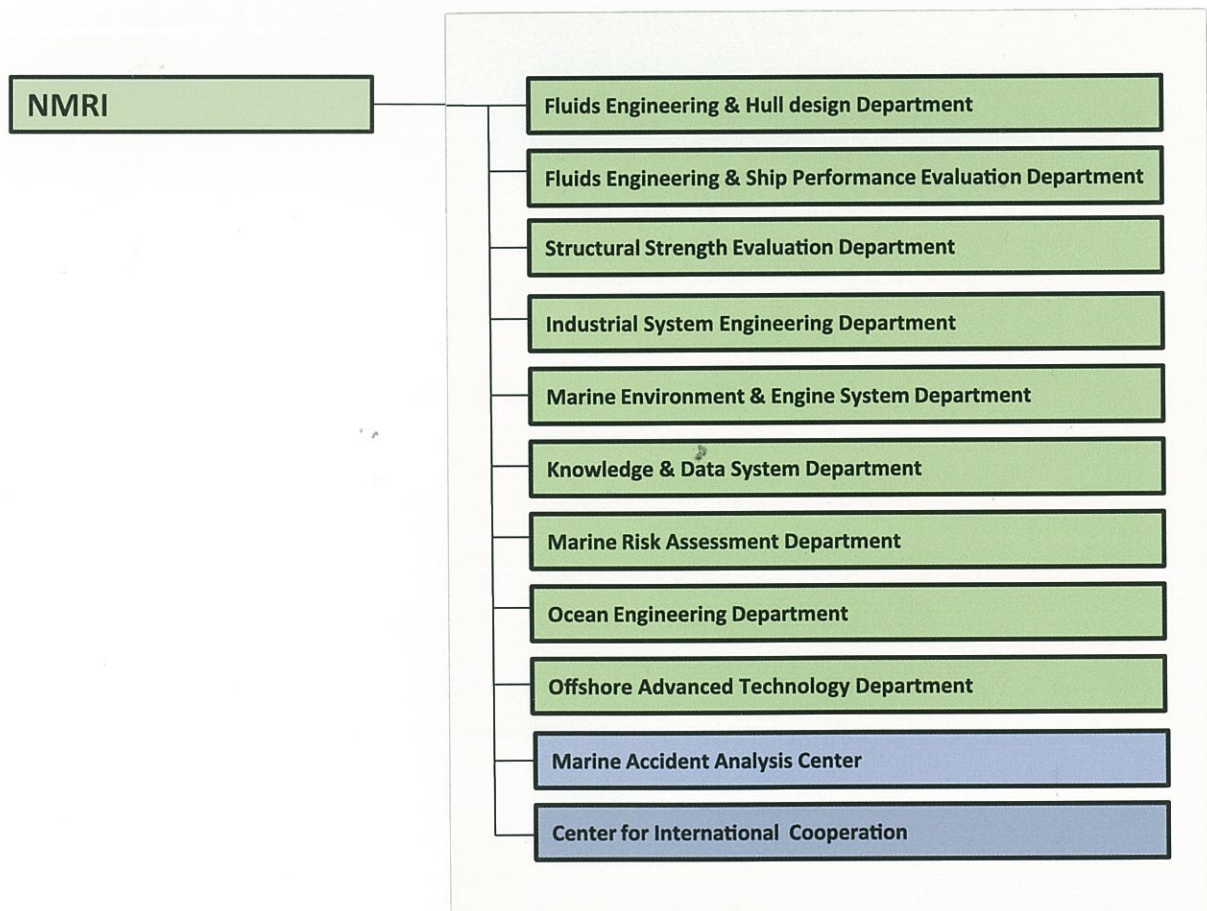 NMRI
Fluids Engineering & Hull design Department
Fluids Engineering & Ship Performance Evaluation Department
Structural Strength Evaluation Department
Industrial System Engineering Department
Marine Environment & Engine System Department
Knowledge & Data System Department
Marine Risk Assessment Department
Ocean Engineering Department
Offshore Advanced Technology Department
Marine Accident Analysis Center
Center for International Cooperation